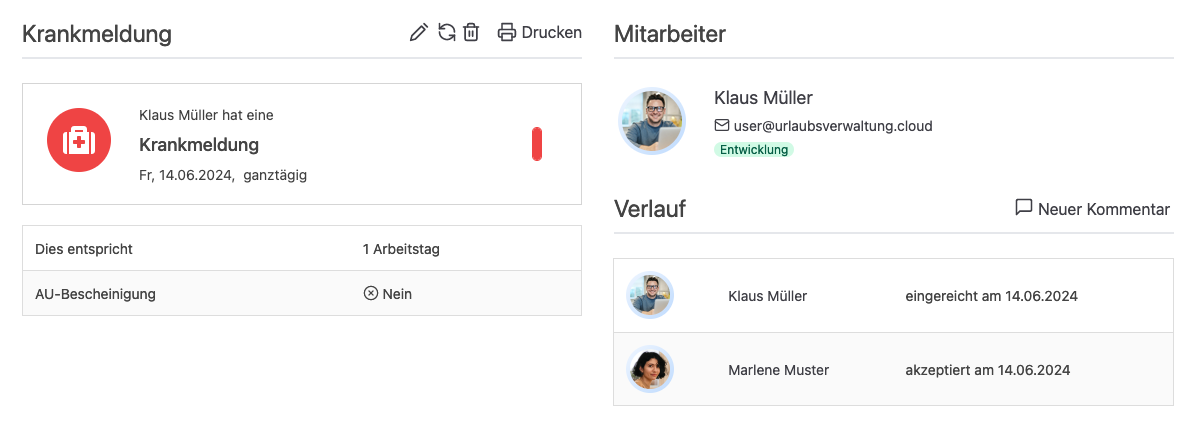 Krankmeldung
Drucken
Klaus Müller hat eine
Krankmeldung
Fr, 14.06.2024, ganztägig
Dies entspricht 1 Arbeitstag
AU-Bescheinigung Nein
Mitarbeiter
Klaus Müller
user@urlaubsverwaltung.cloud
Entwicklung
Verlauf
Neuer Kommentar
Klaus Müller eingereicht am 14.06.2024
Marlene Muster akzeptiert am 14.06.2024